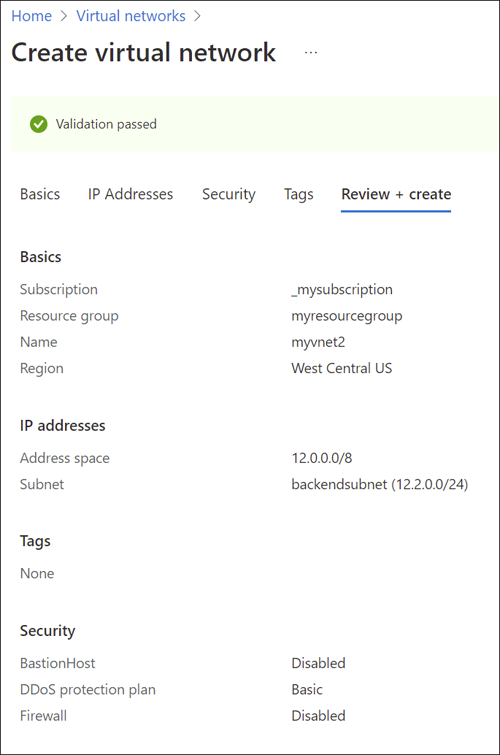 Home > Virtual networks >
Create virtual network ...
Validation passed
Basics IP Addresses Security Tags Review + create
Basics
Subscription _mysubscription
Resource group myresourcegroup
Name myvnet2
Region West Central US
IP addresses
Address space 12.0.0.0/8
Subnet backendsubnet (12.2.0.0/24)
Tags
None
Security
BastionHost Disabled
DDoS protection plan Basic
Firewall Disabled